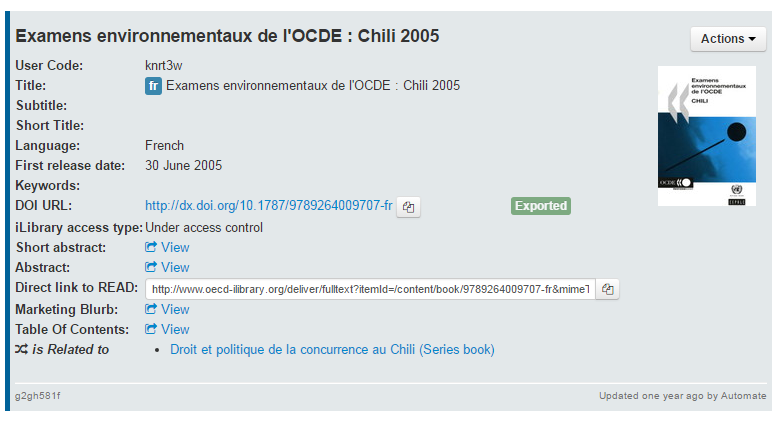 Examens environnementaux de l'OCDE : Chili 2005
Actions
User Code: knrt3w
Title: fr Examens environnementaux de l'OCDE : Chili 2005
Subtitle:
Short Title:
Language: French
First release date: 30 June 2005
Keywords:
DOI URL: http://dx.doi.org/10.1787/9789264009707-fr Exported
iLibrary access type: Under access control
Short abstract: View
Abstract: View
Direct link to READ: http://www.oecd-ilibrary.org/deliver/fulltext?itemId=/content/book/9789264009707-fr&mimeT
Marketing Blurb: View
Table Of Contents: View
is Related to • Droit et politique de la concurrence au Chili (Series book)
Examens
environnementaux
de l'OCDE
CHILI
OCDE
CEPALC
g2gh581f
Updated one year ago by Automate